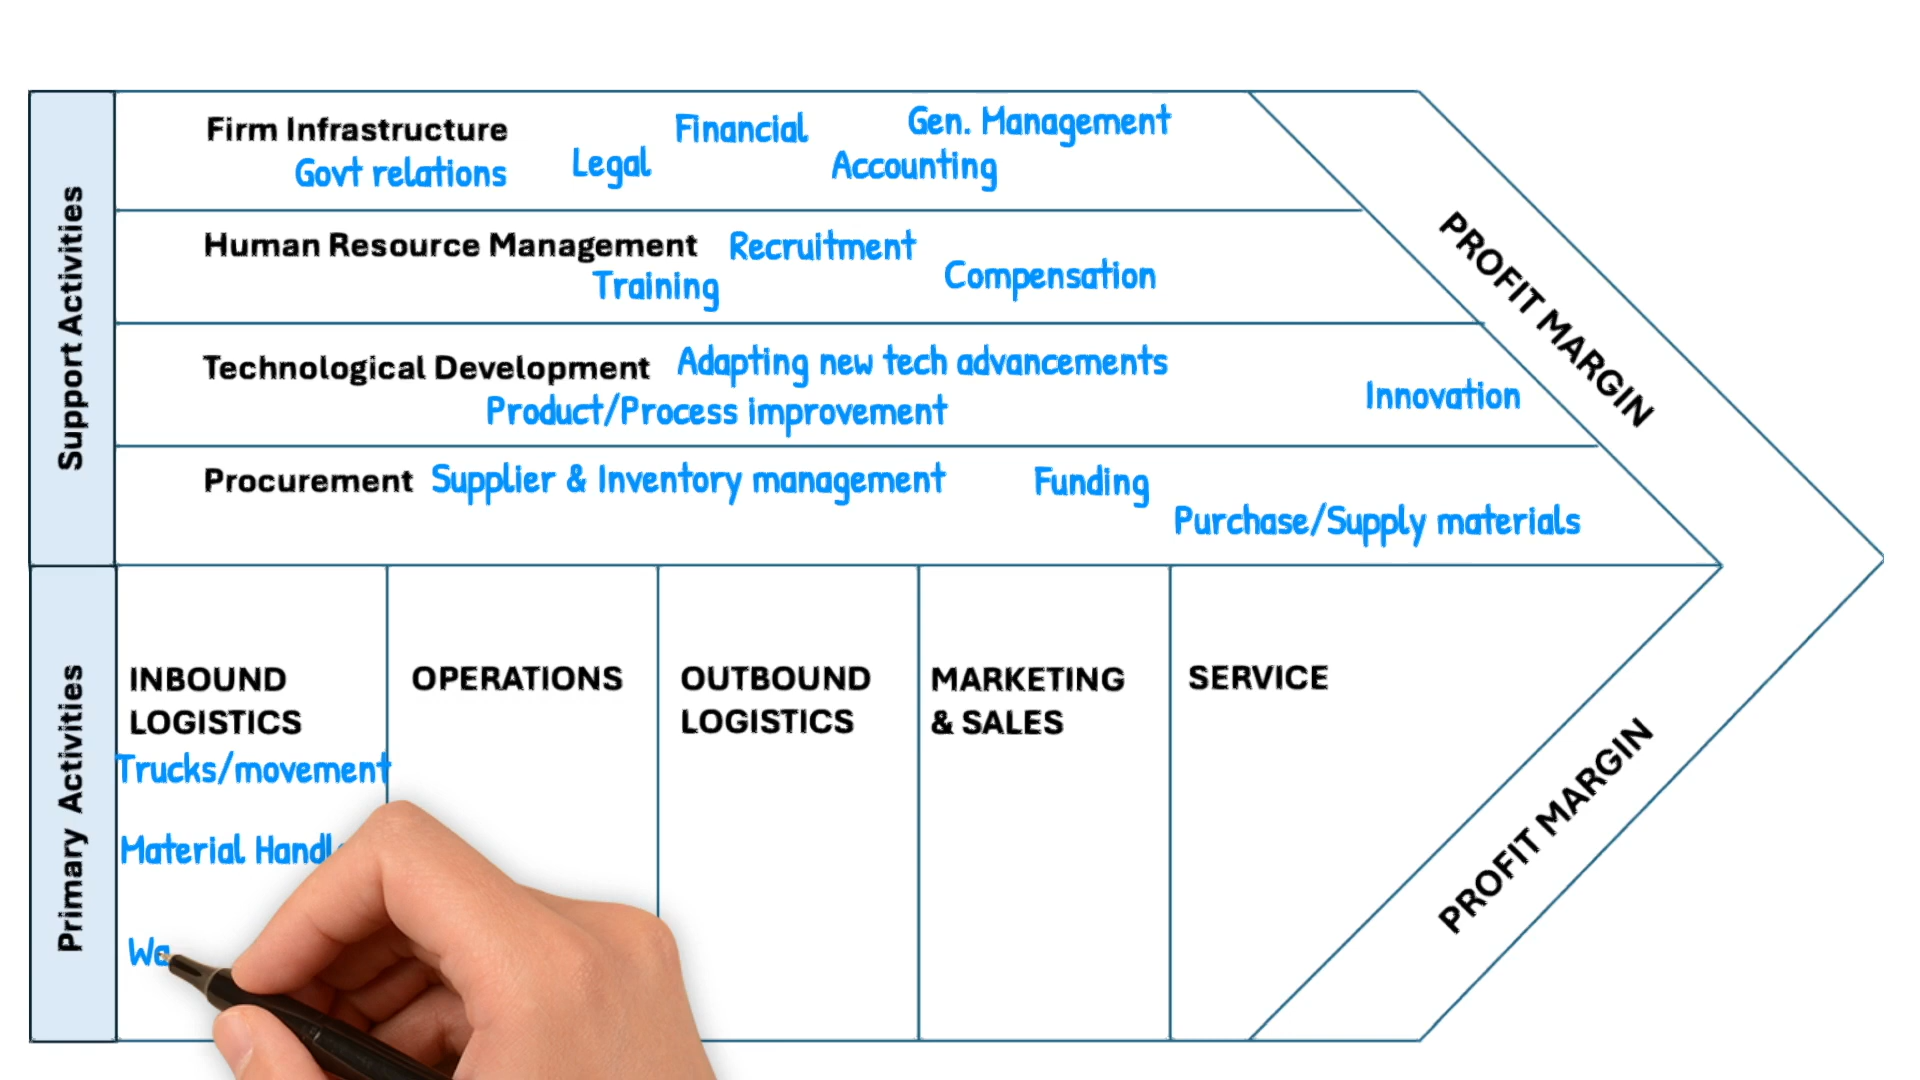 Support Activities
Firm Infrastructure
Financial
Gen. Management
Govt relations
Legal
Accounting
Human Resource Management
Recruitment
Training
Compensation
Technological Development
Adapting new tech advancements
Product/Process improvement
Innovation
Procurement
Supplier & Inventory management
Funding
Purchase/Supply materials
PROFIT MARGIN
Primary Activities
INBOUND
LOGISTICS
Trucks/movement
Material
OPERATIONS
OUTBOUND
LOGISTICS
MARKETING
& SALES
SERVICE
PROFIT MARGIN